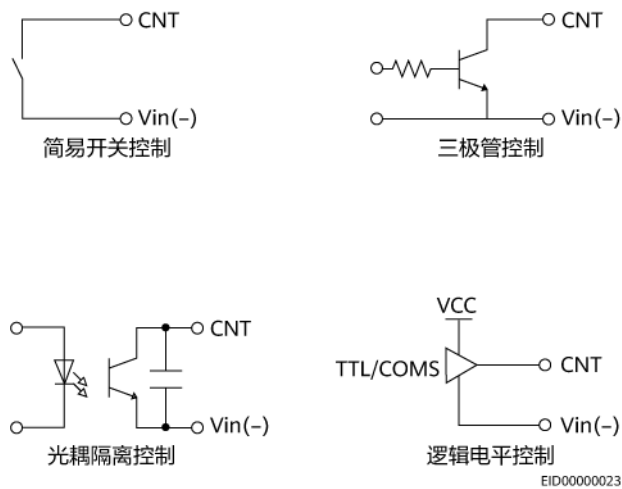 CNT
Vin(-)
简易开关控制
CNT
Vin(-)
三极管控制
CNT
Vin(-)
光耦隔离控制
VCC
TTL/COMS
CNT
Vin(-)
逻辑电平控制
EID00000023